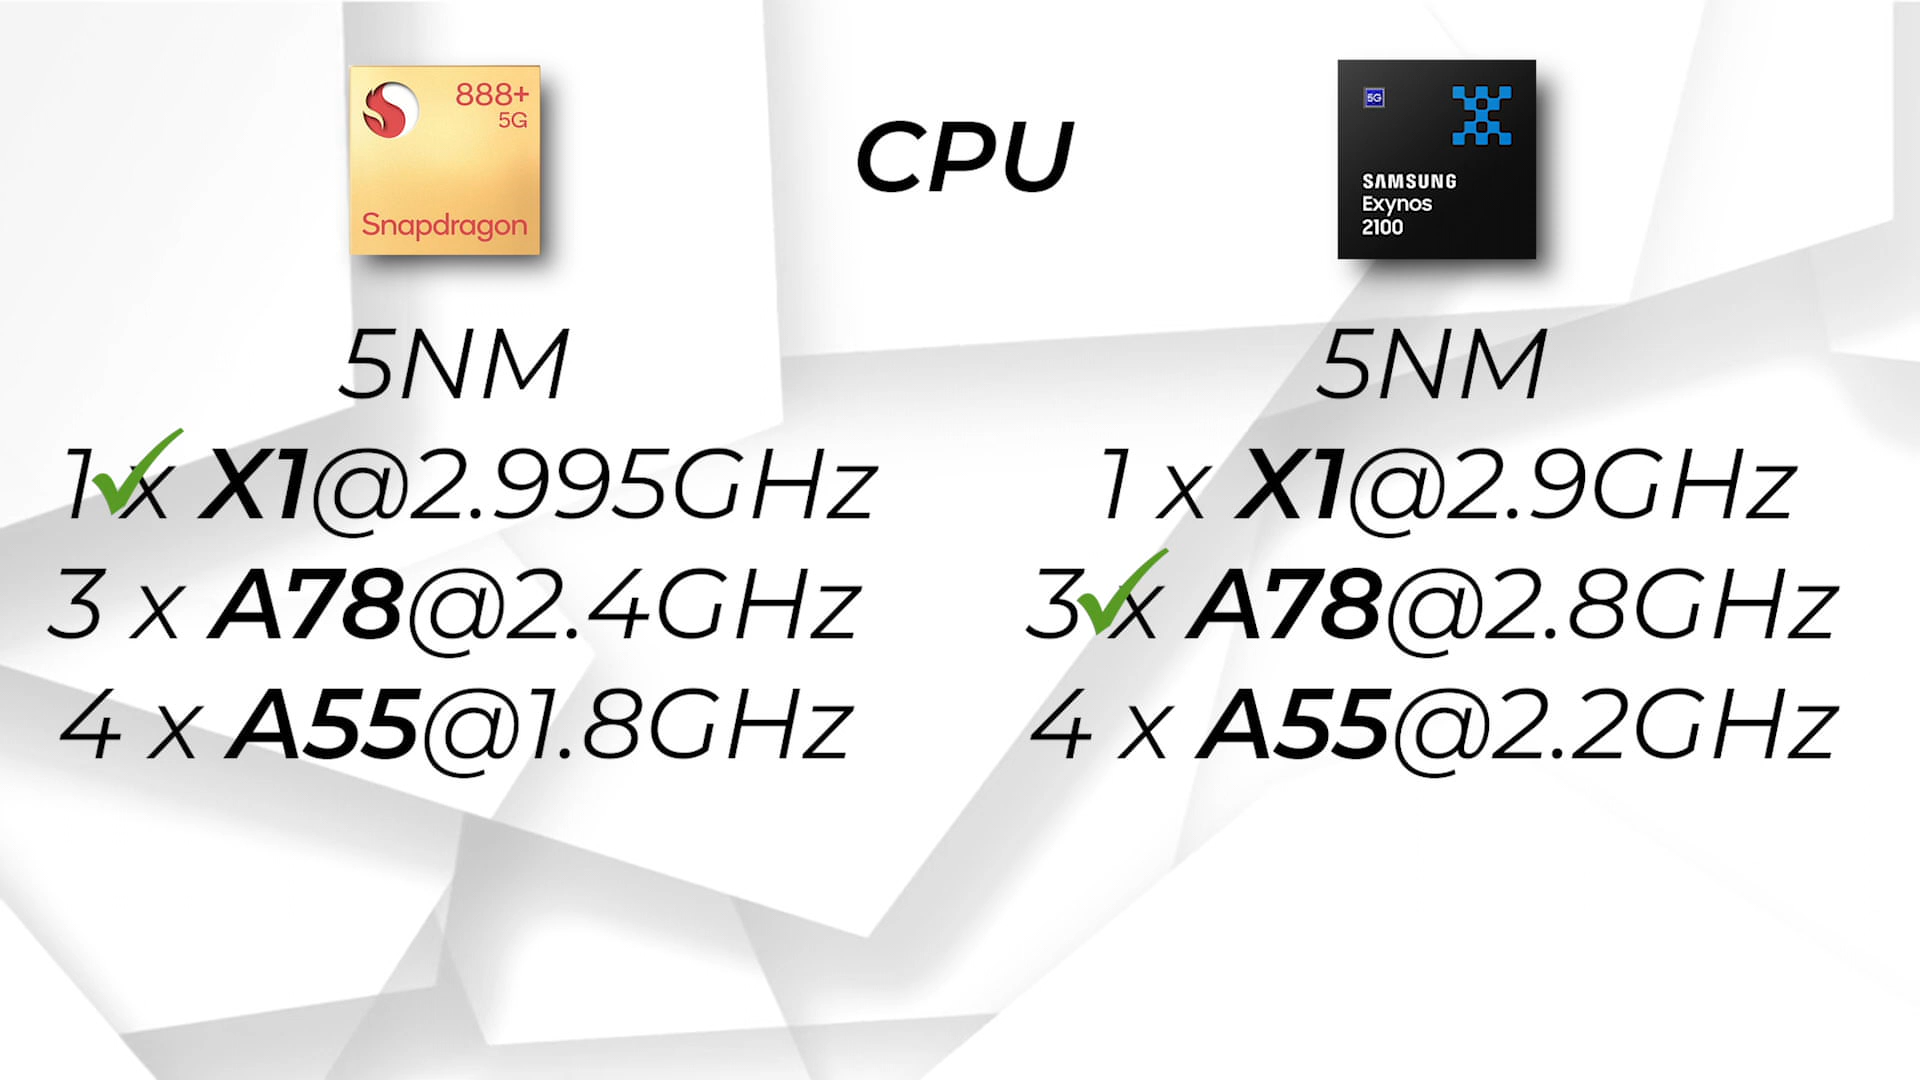 888+
5G
Snapdragon
CPU
5G
SAMSUNG
Exynos
2100
5NM
1 x X1@2.995GHz
3 x A78@2.4GHz
4 x A55@1.8GHz
5NM
1 x X1@2.9GHz
3 x A78@2.8GHz
4 x A55@2.2GHz